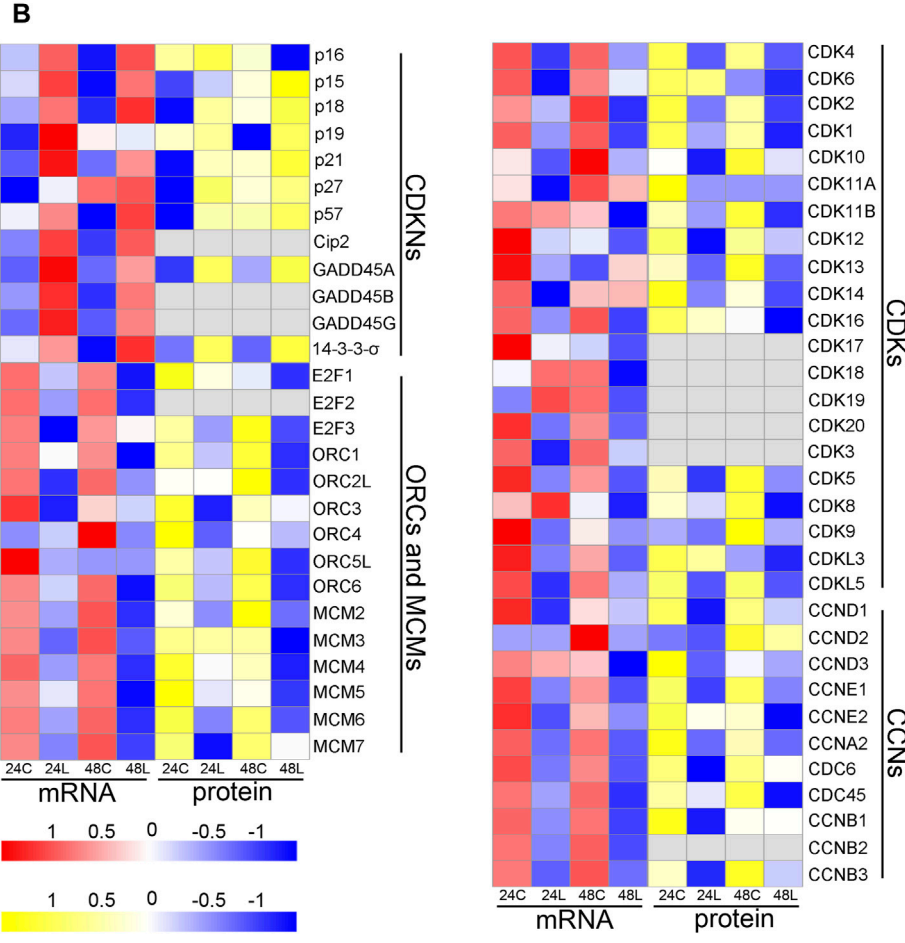 B
p16
p15
p18
p19
p21
p27
p57
Cip2
GADD45A
GADD45B
GADD45G
14-3-3-σ
CDKNs
E2F1
E2F2
E2F3
ORC1
ORC2L
ORC3
ORC4
ORC5L
ORC6
MCM2
MCM3
MCM4
MCM5
MCM6
MCM7
ORCs and MCMs
24C 24L 48C 48L 24C 24L 48C 48L
mRNA protein
1 0.5 0 -0.5 -1
1 0.5 0 -0.5 -1
CDK4
CDK6
CDK2
CDK1
CDK10
CDK11A
CDK11B
CDK12
CDK13
CDK14
CDK16
CDK17
CDK18
CDK19
CDK20
CDK3
CDK5
CDK8
CDK9
CDKL3
CDKL5
CDKs
CCND1
CCND2
CCND3
CCNE1
CCNE2
CCNA2
CDC6
CDC45
CCNB1
CCNB2
CCNB3
CCNs
24C 24L 48C 48L 24C 24L 48C 48L
mRNA protein